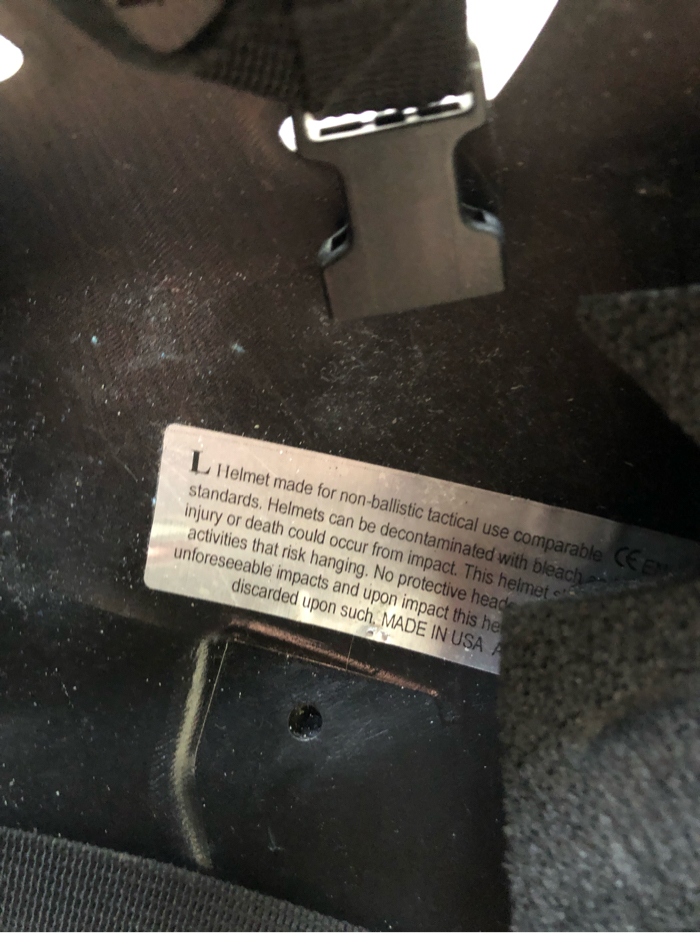 L Helmet made for non-ballistic tactical use comparable CE
standards. Helmets can be decontaminated with bleach
injury or death could occur from impact. This helmet
activities that risk hanging. No protective
unforeseeable impacts and upon impact this
discarded upon such. MADE IN USA